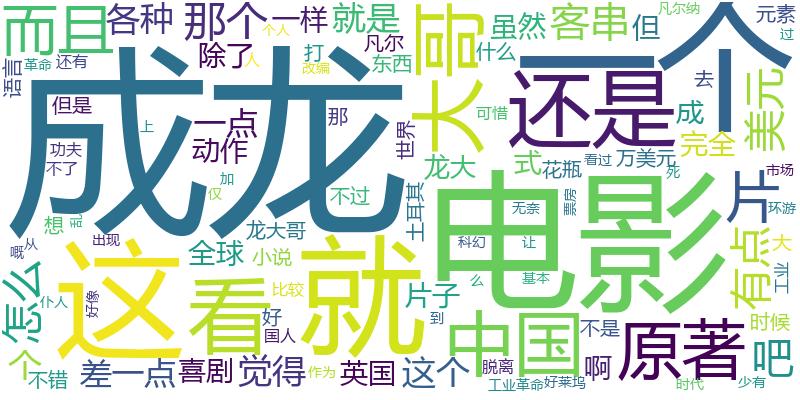 而且
各种
那个
一样
就是
大哥
客串
一个
元素
凡尔纳
过
语言
革命
还有
除了
个人
人
改编
打
凡尔
东西
虽然
什么
但
去
美元
成龙
但是
上
功夫
不了
一点
动作
那
世界
可惜
还是
成
完全
加
仅
不过
土耳其
龙大
式
花瓶
看过
万美元
死
片
市场
想
乱
龙大哥
无奈
票房
环游
嘅
从
出现
这
全球
小说
就
电影
科幻
让
有点
大
工业
怎么
仆人
好像
看
比较
好
国人
片子
到
么
基本
中国
不是
原著
时候
吧
个
不错
差一点
喜剧
觉得
作为
英国
这个
脱离
工业革命
好莱坞
啊
时代
少有